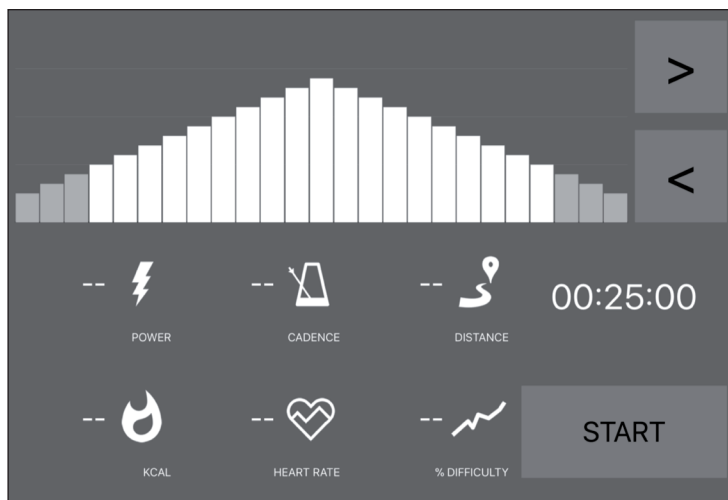 >
<
-- -- -- 00:25:00
POWER CADENCE DISTANCE
-- -- -- START
KCAL HEART RATE % DIFFICULTY